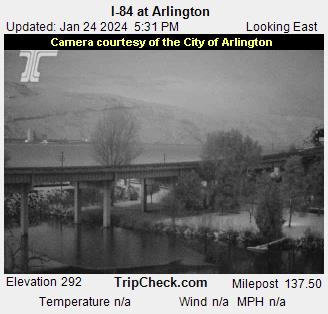 I-84 at Arlington
Updated: Jan 24 2024 5:31 PM Looking East
Camera courtesy of the City of Arlington
Elevation 292 TripCheck.com Milepost 137.50
Temperature n/a Wind n/a MPH n/a